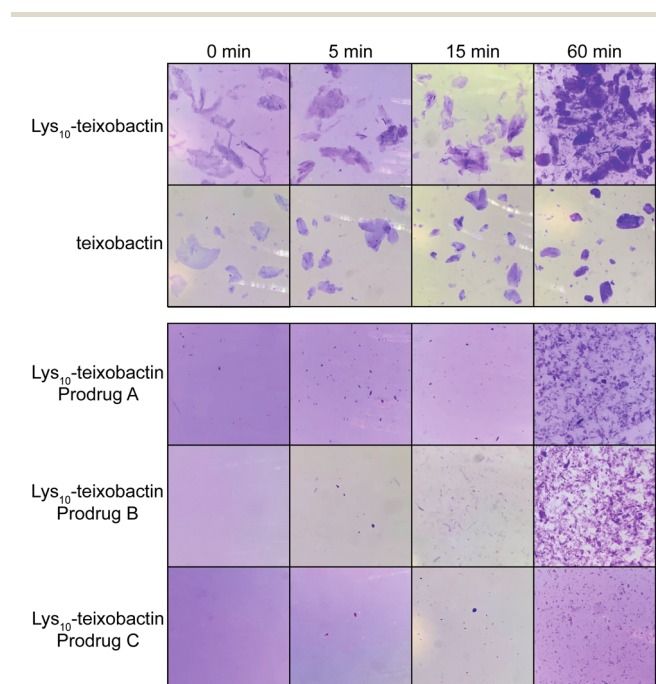 0 min 5 min 15 min 60 min
Lys₁₀-teixobactin
teixobactin
Lys₁₀-teixobactin
Prodrug A
Lys₁₀-teixobactin
Prodrug B
Lys₁₀-teixobactin
Prodrug C